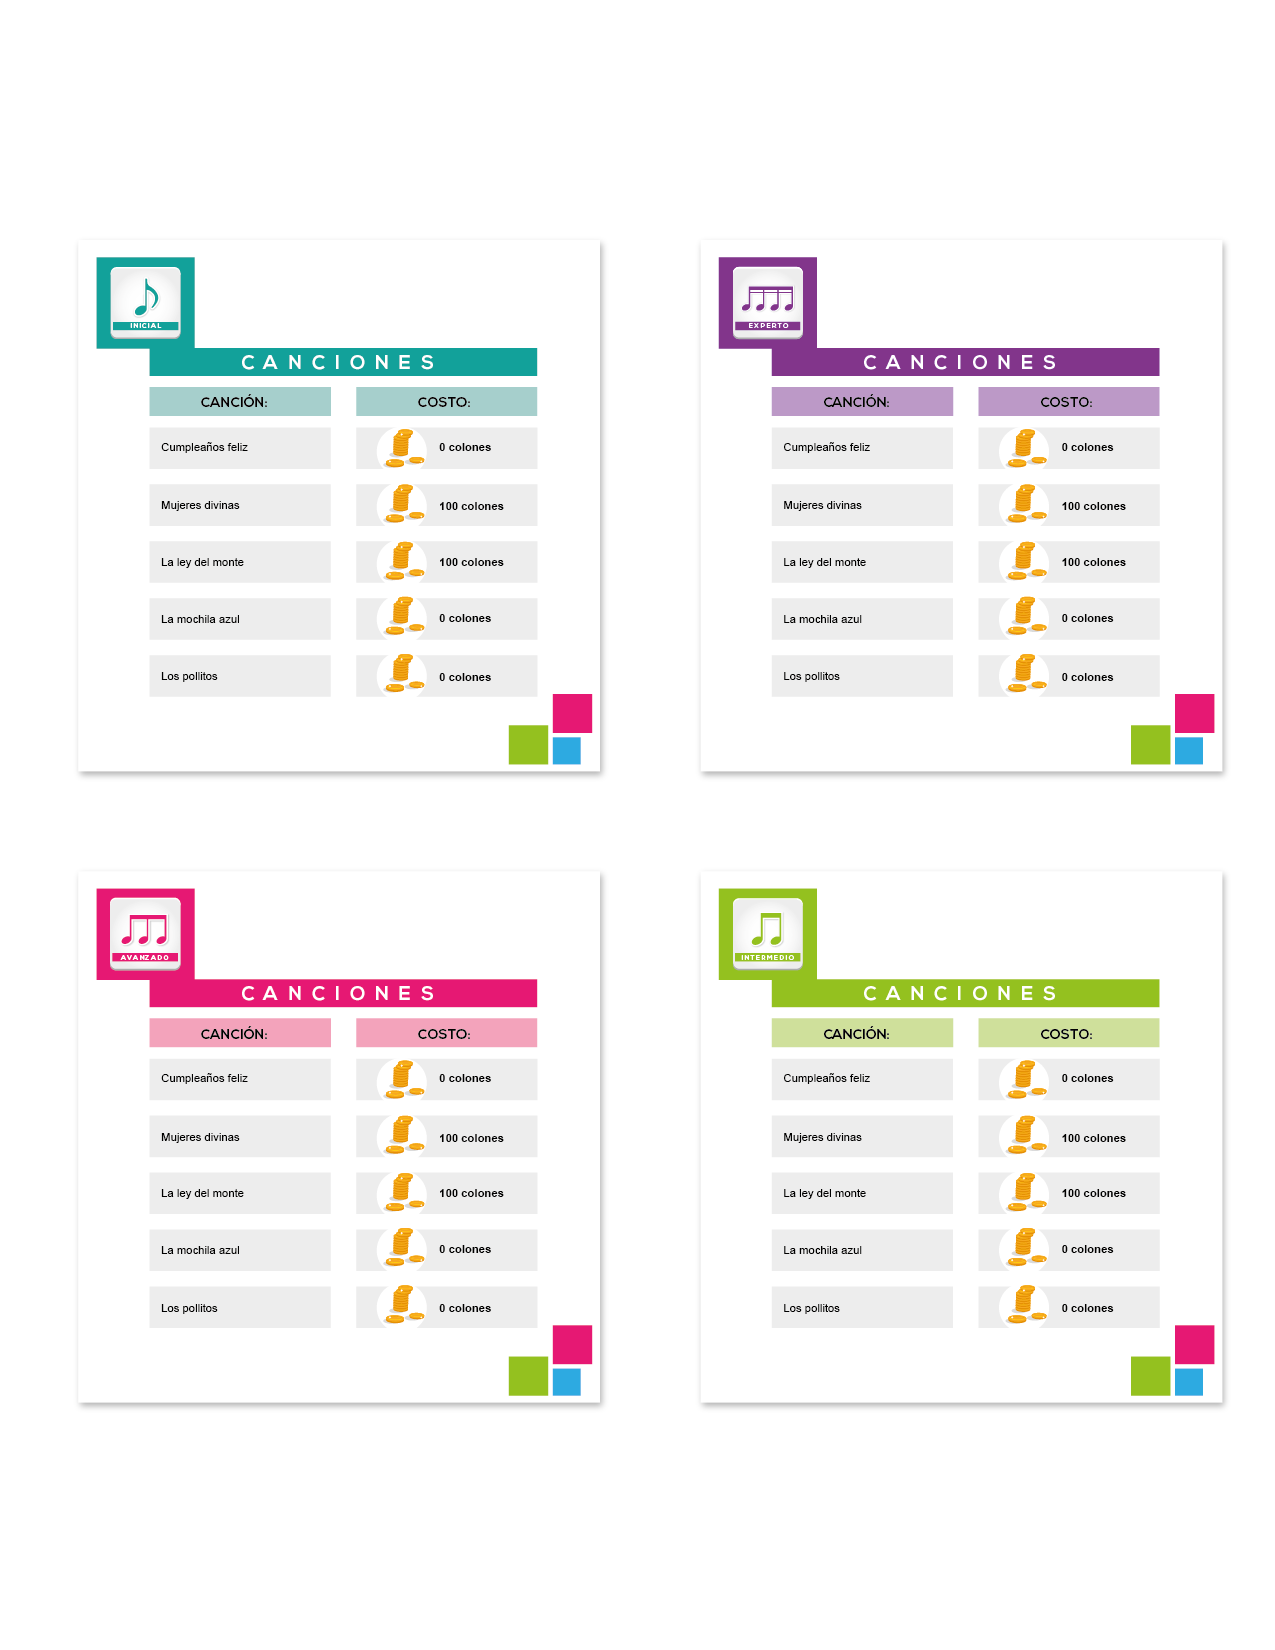 INICIAL
CANCIONES
CANCIÓN: COSTO:
Cumpleaños feliz 0 colones
Mujeres divinas 100 colones
La ley del monte 100 colones
La mochila azul 0 colones
Los pollitos 0 colones
EXPERTO
CANCIONES
CANCIÓN: COSTO:
Cumpleaños feliz 0 colones
Mujeres divinas 100 colones
La ley del monte 100 colones
La mochila azul 0 colones
Los pollitos 0 colones
AVANZADO
CANCIONES
CANCIÓN: COSTO:
Cumpleaños feliz 0 colones
Mujeres divinas 100 colones
La ley del monte 100 colones
La mochila azul 0 colones
Los pollitos 0 colones
INTERMEDIO
CANCIONES
CANCIÓN: COSTO:
Cumpleaños feliz 0 colones
Mujeres divinas 100 colones
La ley del monte 100 colones
La mochila azul 0 colones
Los pollitos 0 colones